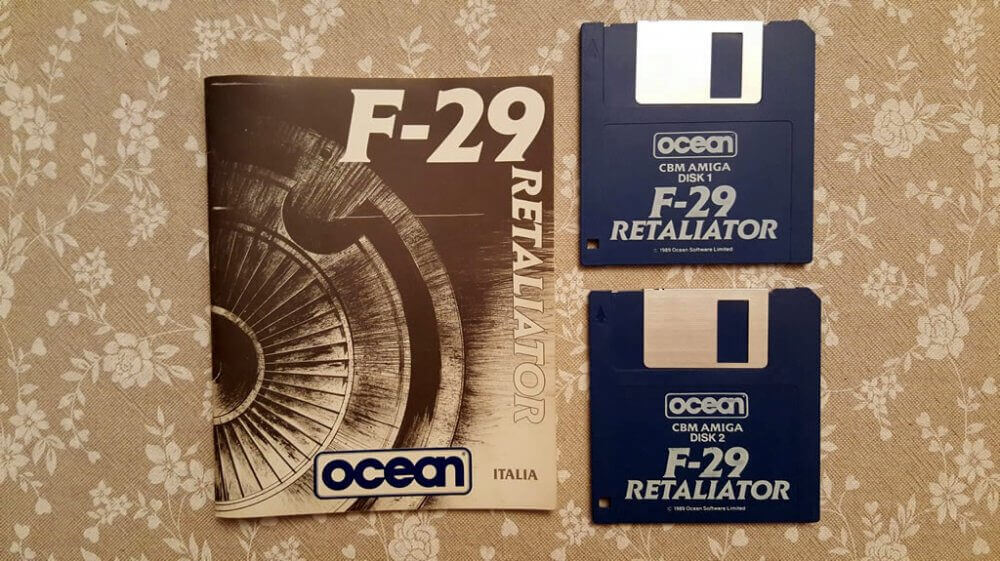 F-29
RETALIATOR
ocean
ITALIA
ocean
CBM AMIGA
DISK 1
F-29
RETALIATOR
© 1989 Ocean Software Limited
ocean
CBM AMIGA
DISK 2
F-29
RETALIATOR
© 1989 Ocean Software Limited